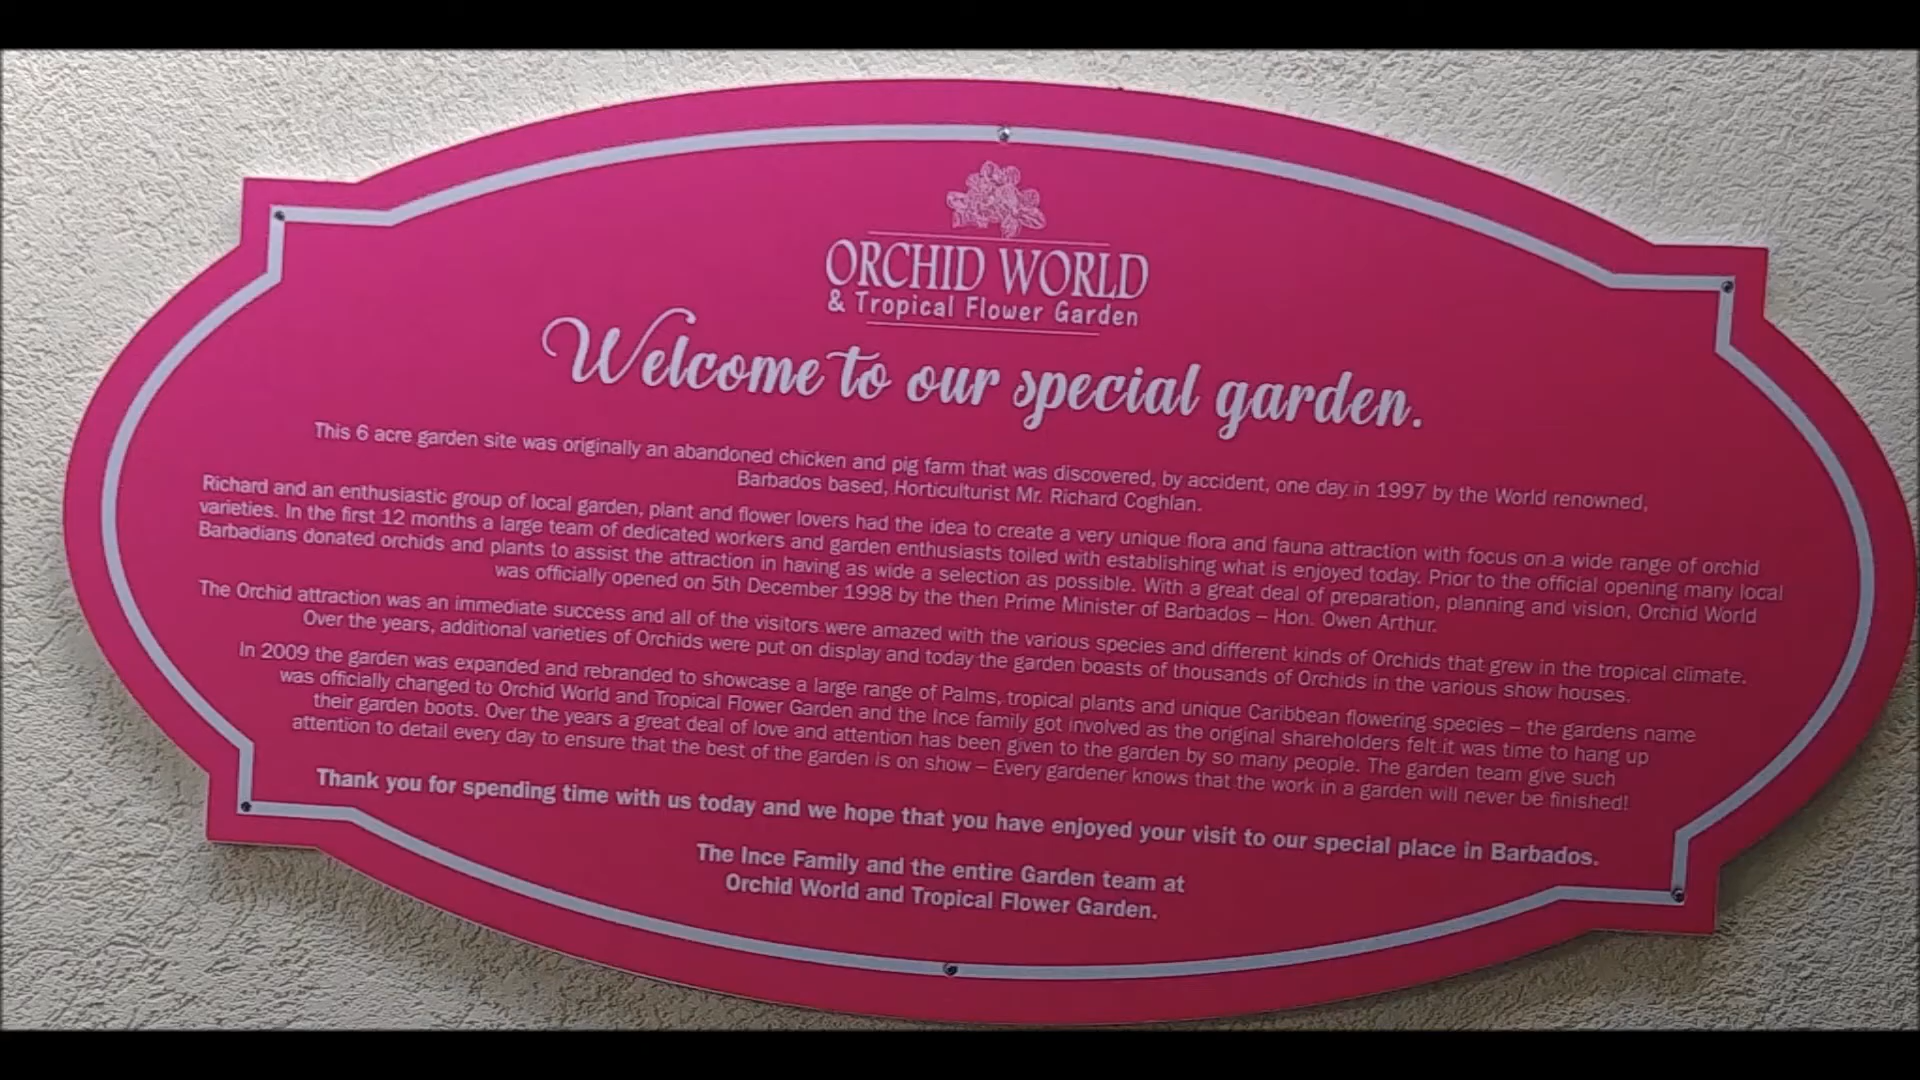 ORCHID WORLD
& Tropical Flower Garden
Welcome to our special garden.
This 6 acre garden site was originally an abandoned chicken and pig farm that was discovered, by accident, one day in 1997 by the World renowned,
Barbados based, Horticulturist Mr. Richard Coghlan.
Richard and an enthusiastic group of local garden, plant and flower lovers had the idea to create a very unique flora and fauna attraction with focus on a wide range of orchid
varieties. In the first 12 months a large team of dedicated workers and garden enthusiasts toiled with establishing what is enjoyed today. Prior to the official opening many local
Barbadians donated orchids and plants to assist the attraction in having as wide a selection as possible. With a great deal of preparation, planning and vision, Orchid World
was officially opened on 5th December 1998 by the then Prime Minister of Barbados – Hon. Owen Arthur.
The Orchid attraction was an immediate success and all of the visitors were amazed with the various species and different kinds of Orchids that grew in the tropical climate.
Over the years, additional varieties of Orchids were put on display and today the garden boasts of thousands of Orchids in the various show houses.
In 2009 the garden was expanded and rebranded to showcase a large range of Palms, tropical plants and unique Caribbean flowering species – the gardens name
was officially changed to Orchid World and Tropical Flower Garden and the Ince family got involved as the original shareholders felt it was time to hang up
their garden boots. Over the years a great deal of love and attention has been given to the garden by so many people. The garden team give such
attention to detail every day to ensure that the best of the garden is on show – Every gardener knows that the work in a garden will never be finished!
Thank you for spending time with us today and we hope that you have enjoyed your visit to our special place in Barbados.
The Ince Family and the entire Garden team at
Orchid World and Tropical Flower Garden.